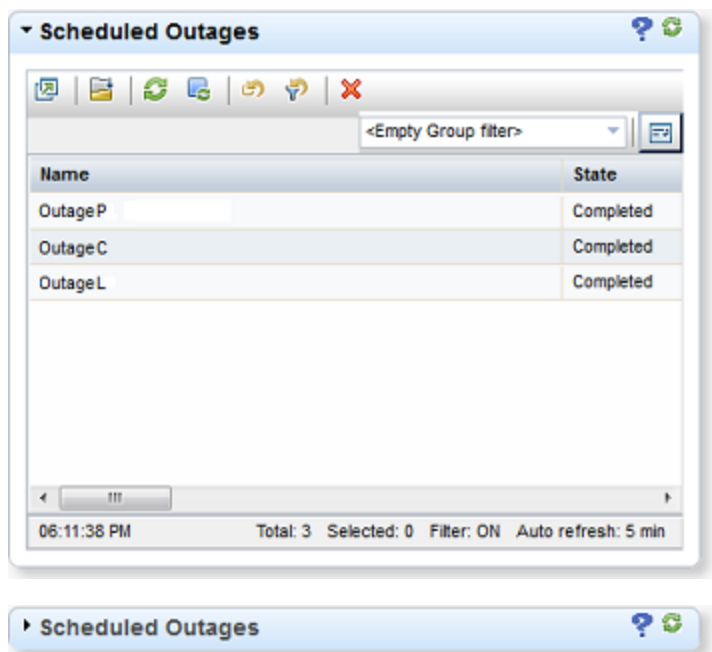 Scheduled Outages
<Empty Group filter>
Name State
OutageP Completed
OutageC Completed
OutageL Completed
06:11:38 PM Total: 3 Selected: 0 Filter: ON Auto refresh: 5 min
Scheduled Outages